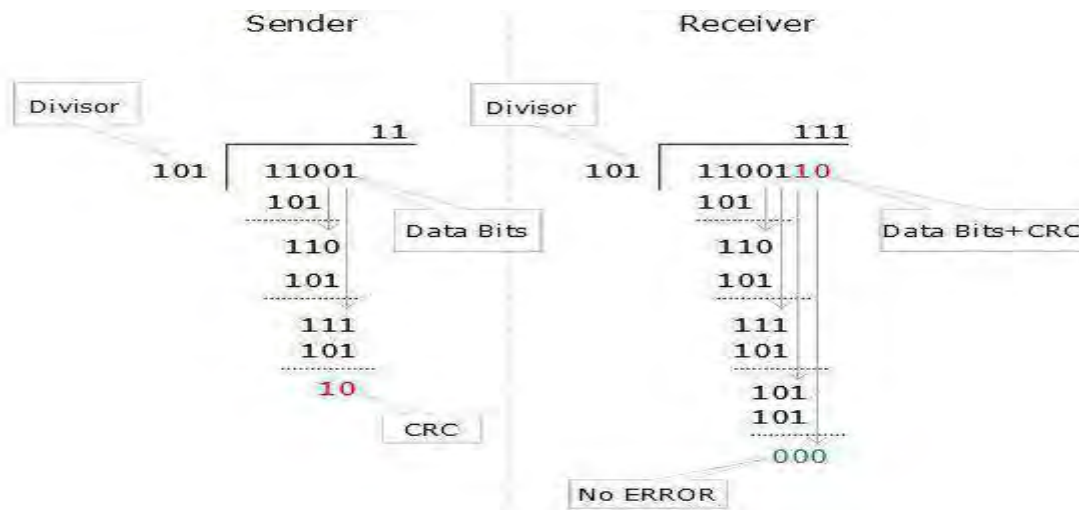 Sender
Divisor
11
101
11001
101
Data Bits
110
101
111
101
10
CRC
Receiver
Divisor
111
101
1100110
101
Data Bits+CRC
110
101
111
101
101
101
000
No ERROR